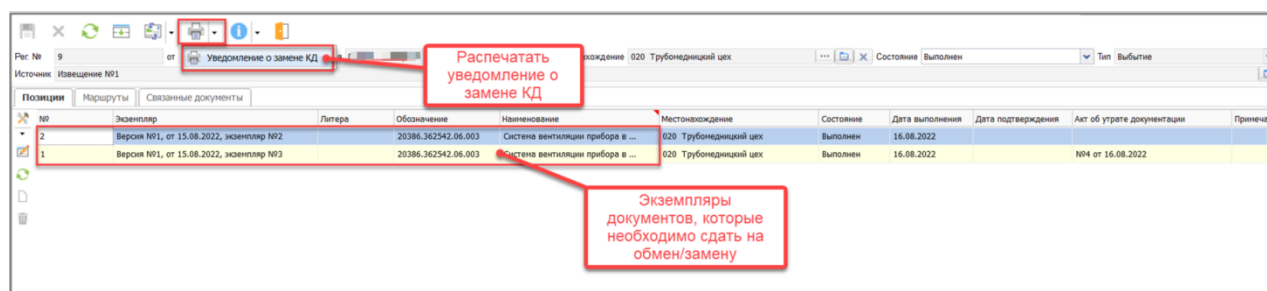 Рег. № 9 от
Уведомление о замене КД
Распечатать
уведомление о
замене КД
020 Трубомедницкий цех ... Состояние Выполнен Тип Выбытие
Источник Извещение №1
Позиции Маршруты Связанные документы
№ Экземпляр Литера Обозначение Наименование Местонахождение Состояние Дата выполнения Дата подтверждения Акт об утрате документации
2 Версия №1, от 15.08.2022, экземпляр №2 20386.362542.06.003 Система вентиляции прибора в ... 020 Трубомедницкий цех Выполнен 16.08.2022
1 Версия №1, от 15.08.2022, экземпляр №3 20386.362542.06.003 Система вентиляции прибора в ... 020 Трубомедницкий цех Выполнен 16.08.2022 №4 от 16.08.2022
Экземпляры
документов, которые
необходимо сдать на
обмен/замену